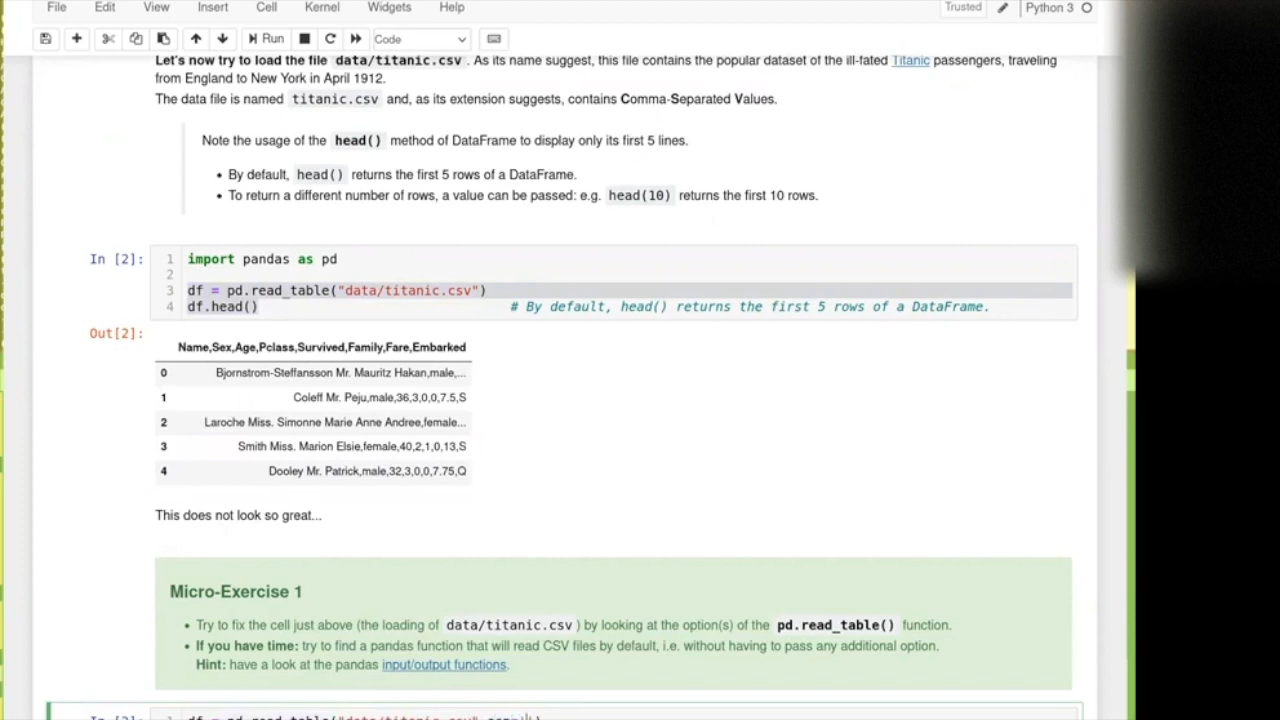 File Edit View Insert Cell Kernel Widgets Help Trusted Python 3
Run Code
Let's now try to load the file data/titanic.csv . As its name suggest, this file contains the popular dataset of the ill-fated Titanic passengers, traveling
from England to New York in April 1912.
The data file is named titanic.csv and, as its extension suggests, contains Comma-Separated Values.
Note the usage of the head() method of DataFrame to display only its first 5 lines.
• By default, head() returns the first 5 rows of a DataFrame.
• To return a different number of rows, a value can be passed: e.g. head(10) returns the first 10 rows.
In [2]: 1 import pandas as pd
2
3 df = pd.read_table("data/titanic.csv")
4 df.head() # By default, head() returns the first 5 rows of a DataFrame.
Out[2]:
Name,Sex,Age,Pclass,Survived,Family,Fare,Embarked
0 Bjornstrom-Steffansson Mr. Mauritz Hakan,male,...
1 Coleff Mr. Peju,male,36,3,0,0,7.5,S
2 Laroche Miss. Simonne Marie Anne Andree,female...
3 Smith Miss. Marion Elsie,female,40,2,1,0,13,S
4 Dooley Mr. Patrick,male,32,3,0,0,7.75,Q
This does not look so great...
Micro-Exercise 1
• Try to fix the cell just above (the loading of data/titanic.csv ) by looking at the option(s) of the pd.read_table() function.
• If you have time: try to find a pandas function that will read CSV files by default, i.e. without having to pass any additional option.
Hint: have a look at the pandas input/output functions.
1 df = pd.read_table("data/titanic.csv"